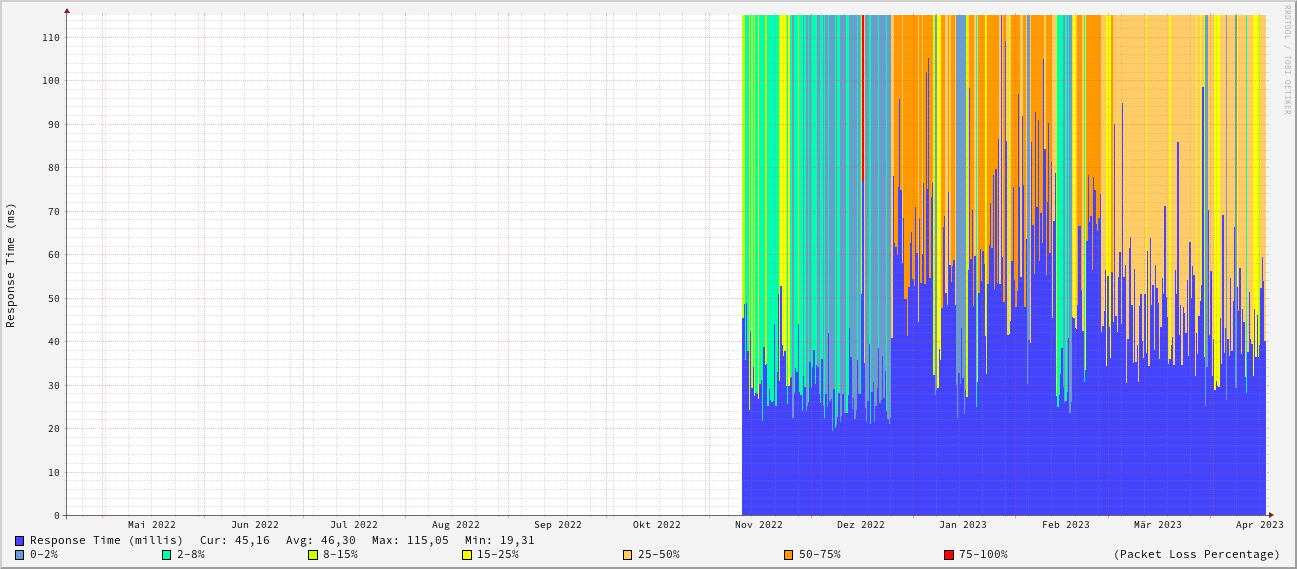 RRDTOOL / TOBI OETIKER
Response Time (ms)
110
100
90
80
70
60
50
40
30
20
10
0
Mai 2022 Jun 2022 Jul 2022 Aug 2022 Sep 2022 Okt 2022 Nov 2022 Dez 2022 Jan 2023 Feb 2023 Mär 2023 Apr 2023
Response Time (millis) Cur: 45,16 Avg: 46,30 Max: 115,05 Min: 19,31
0-2% 2-8% 8-15% 15-25% 25-50% 50-75% 75-100% (Packet Loss Percentage)